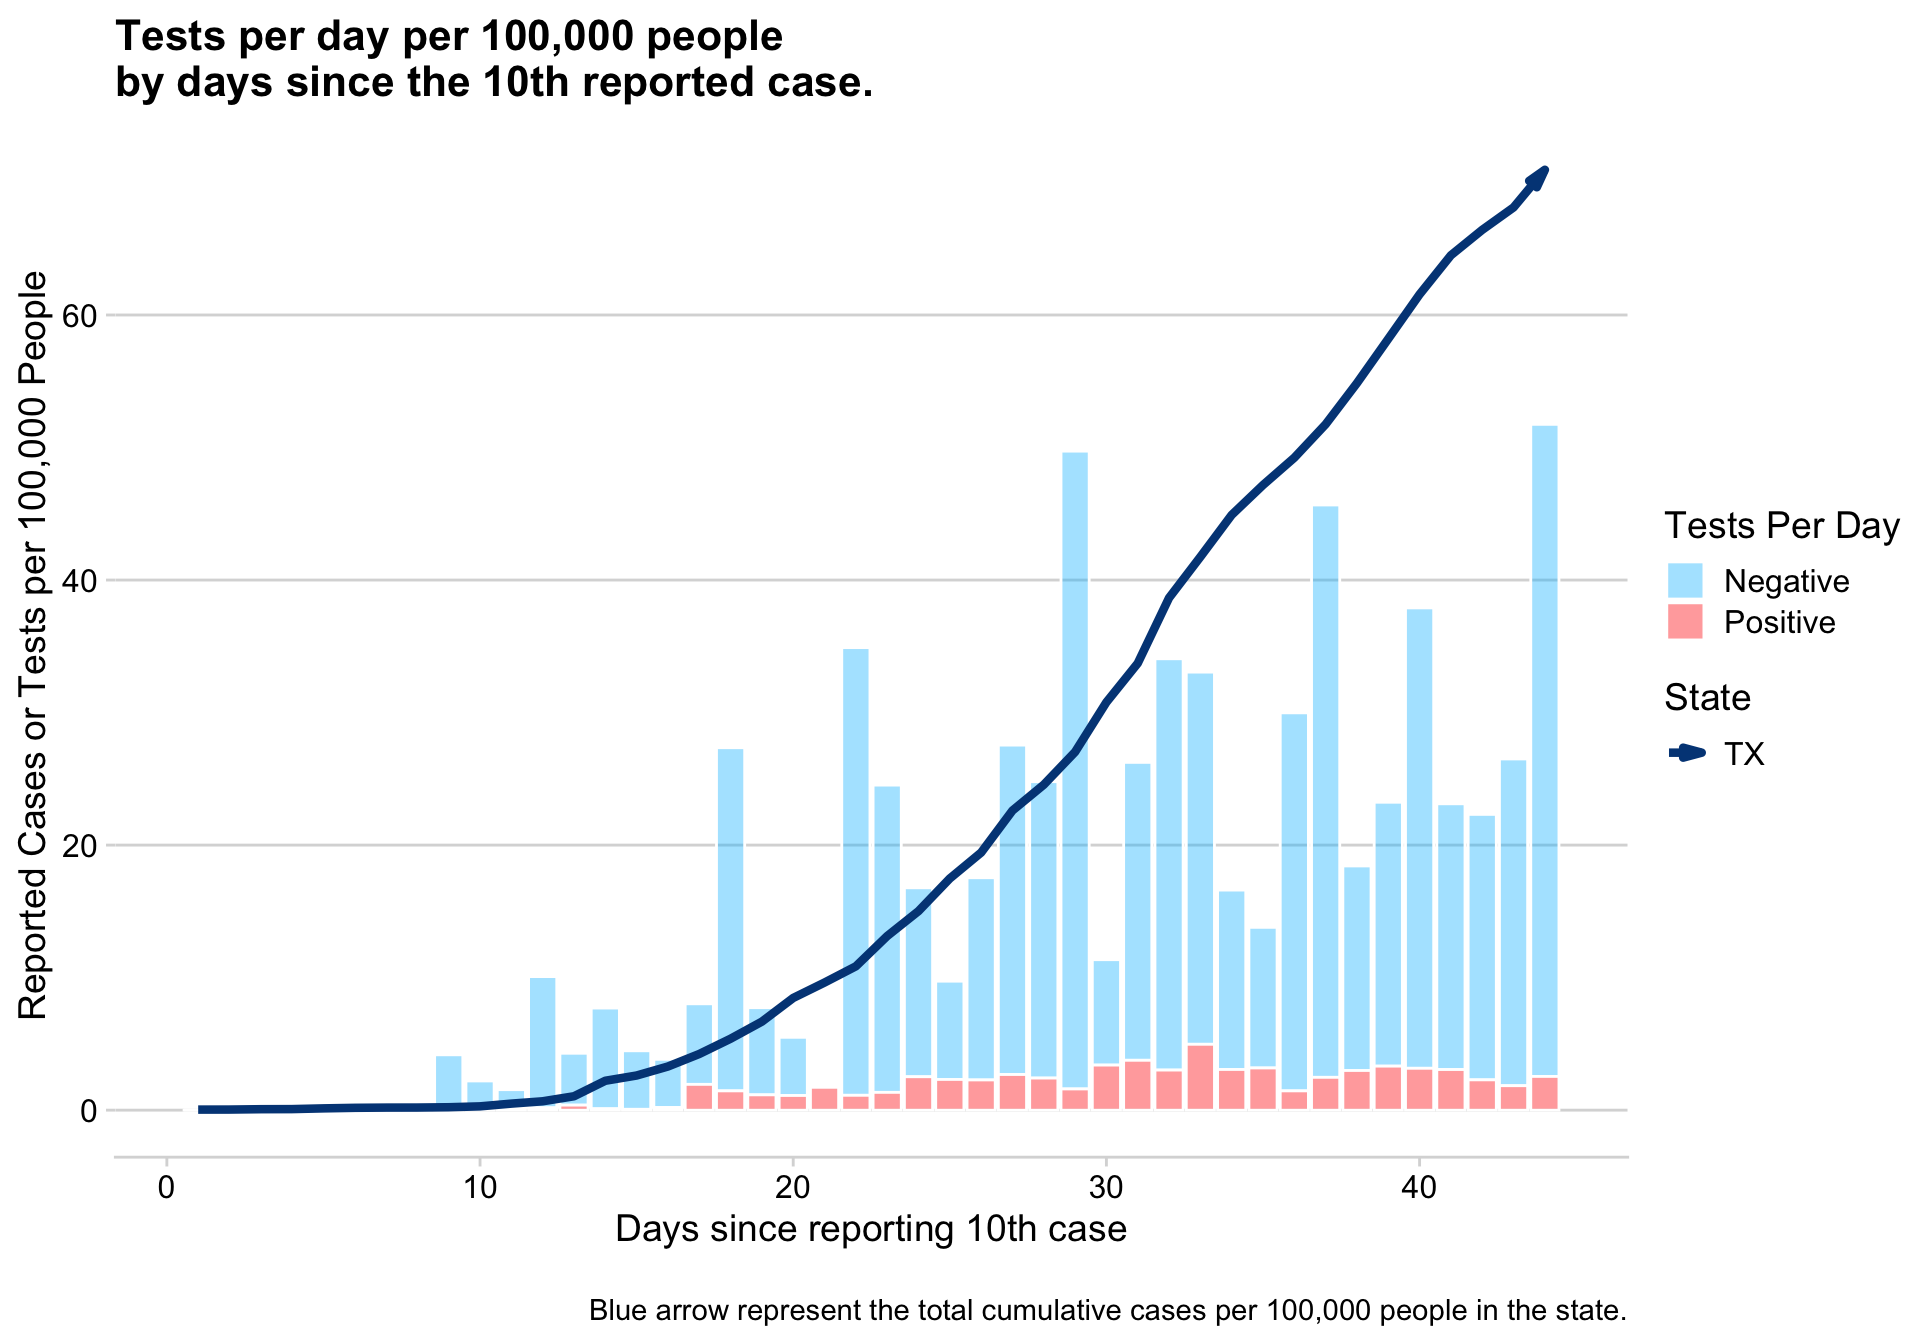 Tests per day per 100,000 people
by days since the 10th reported case.
Reported Cases or Tests per 100,000 People
60
40
20
0
0 10 20 30 40
Days since reporting 10th case
Tests Per Day
Negative
Positive
State
TX
Blue arrow represent the total cumulative cases per 100,000 people in the state.